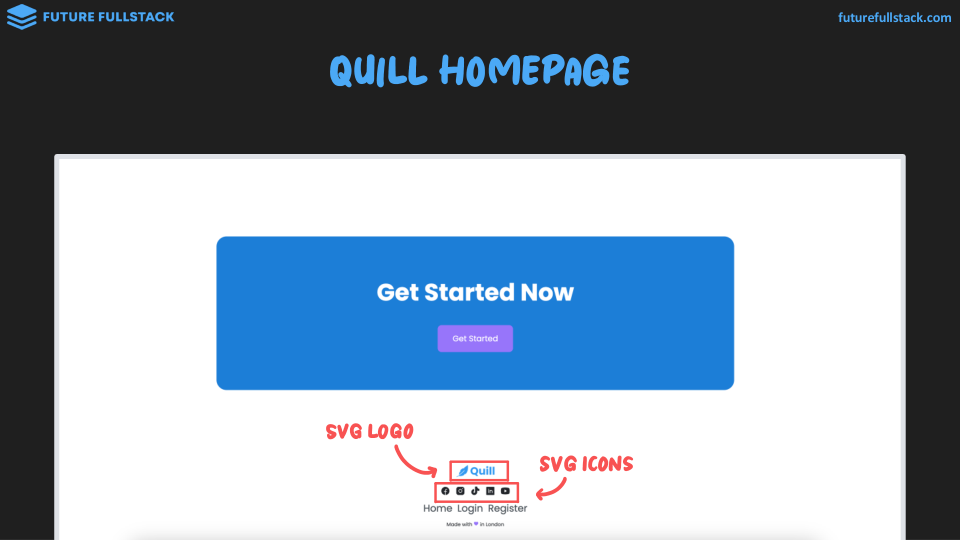 FUTURE FULLSTACK
futurefullstack.com
QUILL HOMEPAGE
Get Started Now
Get Started
SVG LOGO
SVG ICONS
Quill
Home Login Register
Made with 💜 in London